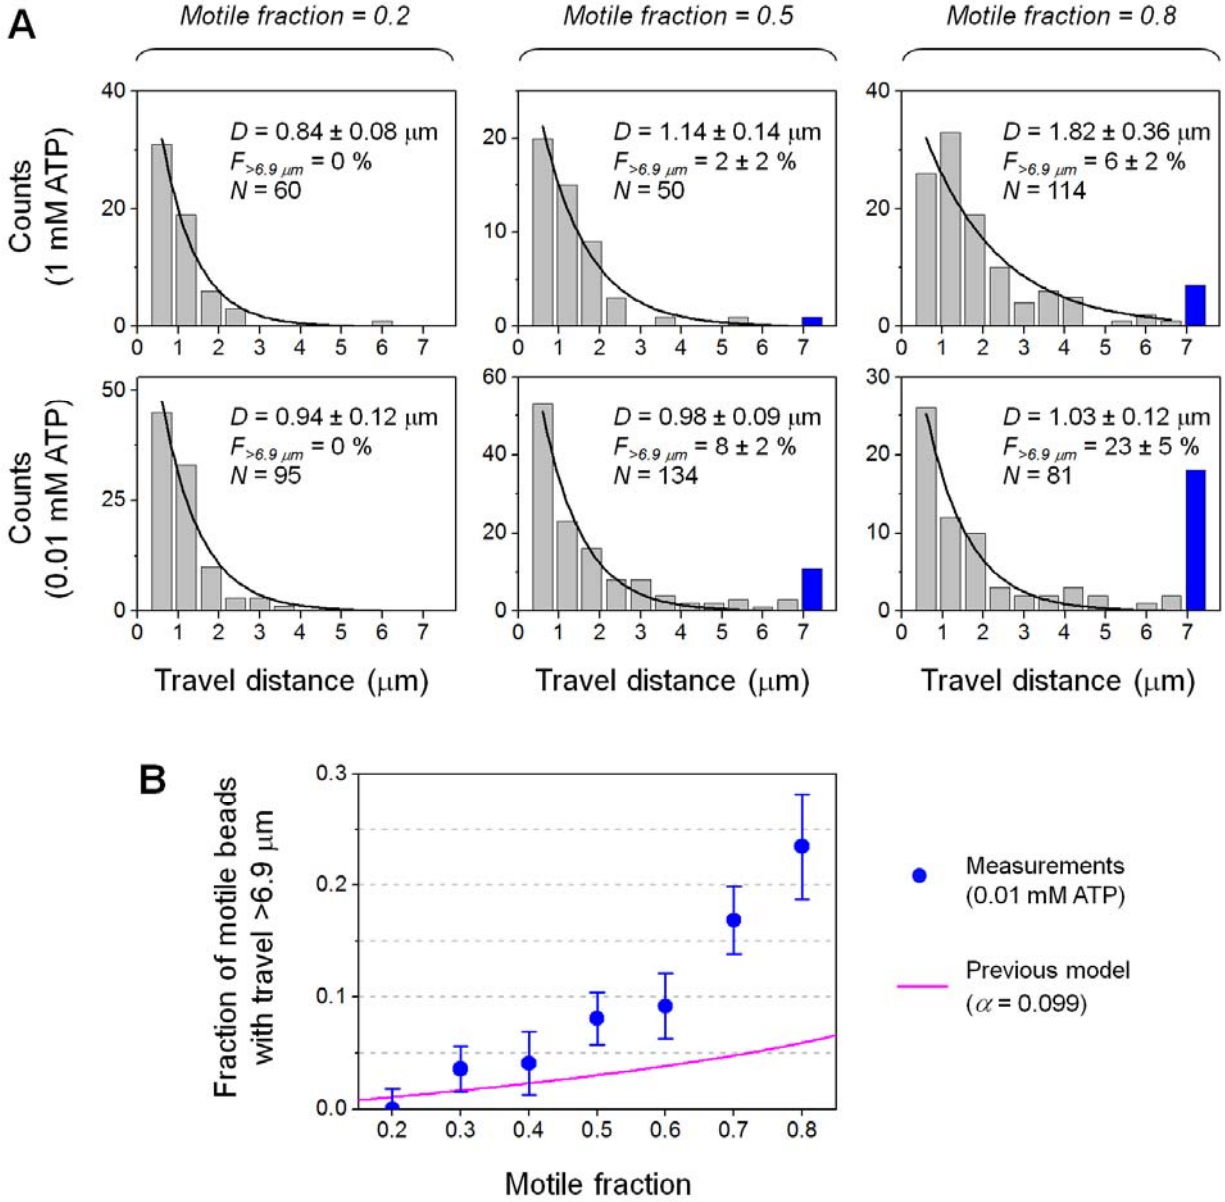 A
Motile fraction = 0.2
Motile fraction = 0.5
Motile fraction = 0.8
Counts
(1 mM ATP)
40
20
0
D = 0.84 ± 0.08 μm
F>6.9 μm = 0 %
N = 60
0 1 2 3 4 5 6 7
20
10
0
D = 1.14 ± 0.14 μm
F>6.9 μm = 2 ± 2 %
N = 50
0 1 2 3 4 5 6 7
40
20
0
D = 1.82 ± 0.36 μm
F>6.9 μm = 6 ± 2 %
N = 114
0 1 2 3 4 5 6 7
Counts
(0.01 mM ATP)
50
25
0
D = 0.94 ± 0.12 μm
F>6.9 μm = 0 %
N = 95
0 1 2 3 4 5 6 7
60
40
20
0
D = 0.98 ± 0.09 μm
F>6.9 μm = 8 ± 2 %
N = 134
0 1 2 3 4 5 6 7
30
20
10
0
D = 1.03 ± 0.12 μm
F>6.9 μm = 23 ± 5 %
N = 81
0 1 2 3 4 5 6 7
Travel distance (μm)
Travel distance (μm)
Travel distance (μm)
B
Fraction of motile beads
with travel >6.9 μm
0.3
0.2
0.1
0.0
0.2 0.3 0.4 0.5 0.6 0.7 0.8
Motile fraction
Measurements
(0.01 mM ATP)
Previous model
(α = 0.099)